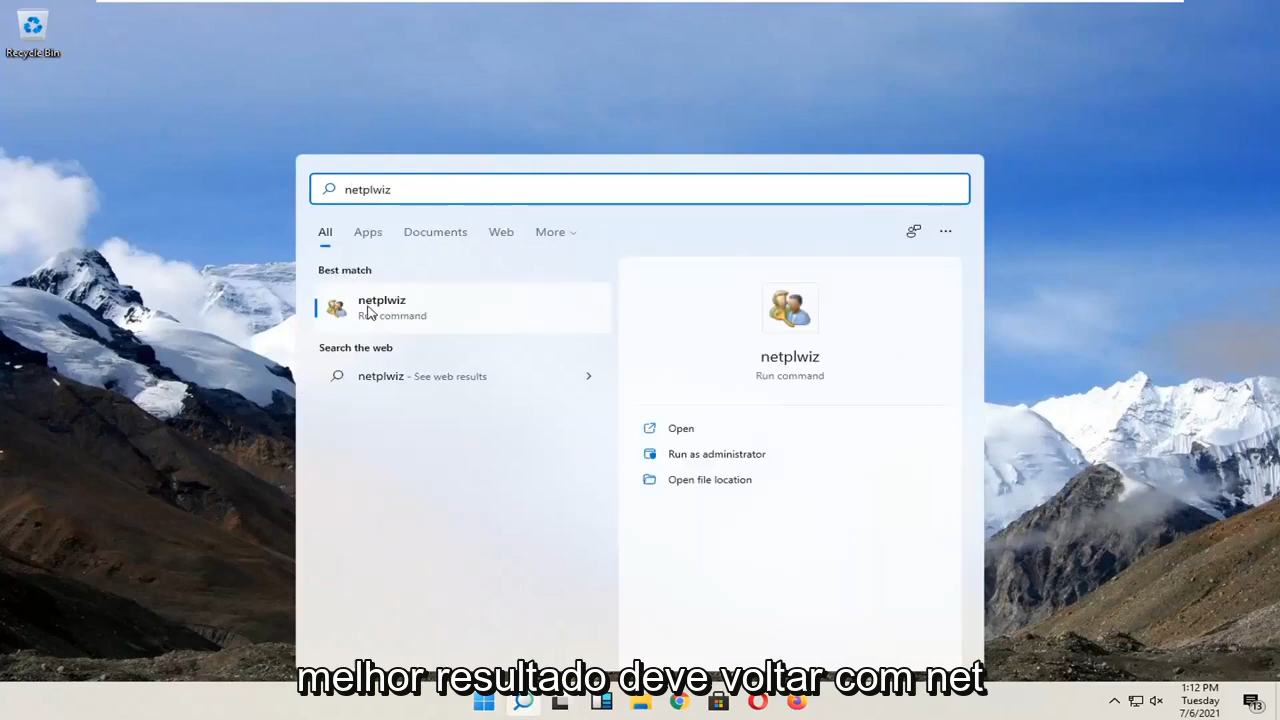 Recycle Bin
netplwiz
All Apps Documents Web More
Best match
netplwiz
Run command
Search the web
netplwiz - See web results
netplwiz
Run command
Open
Run as administrator
Open file location
melhor resultado deve voltar com net
1:12 PM
Tuesday
7/6/2021
13